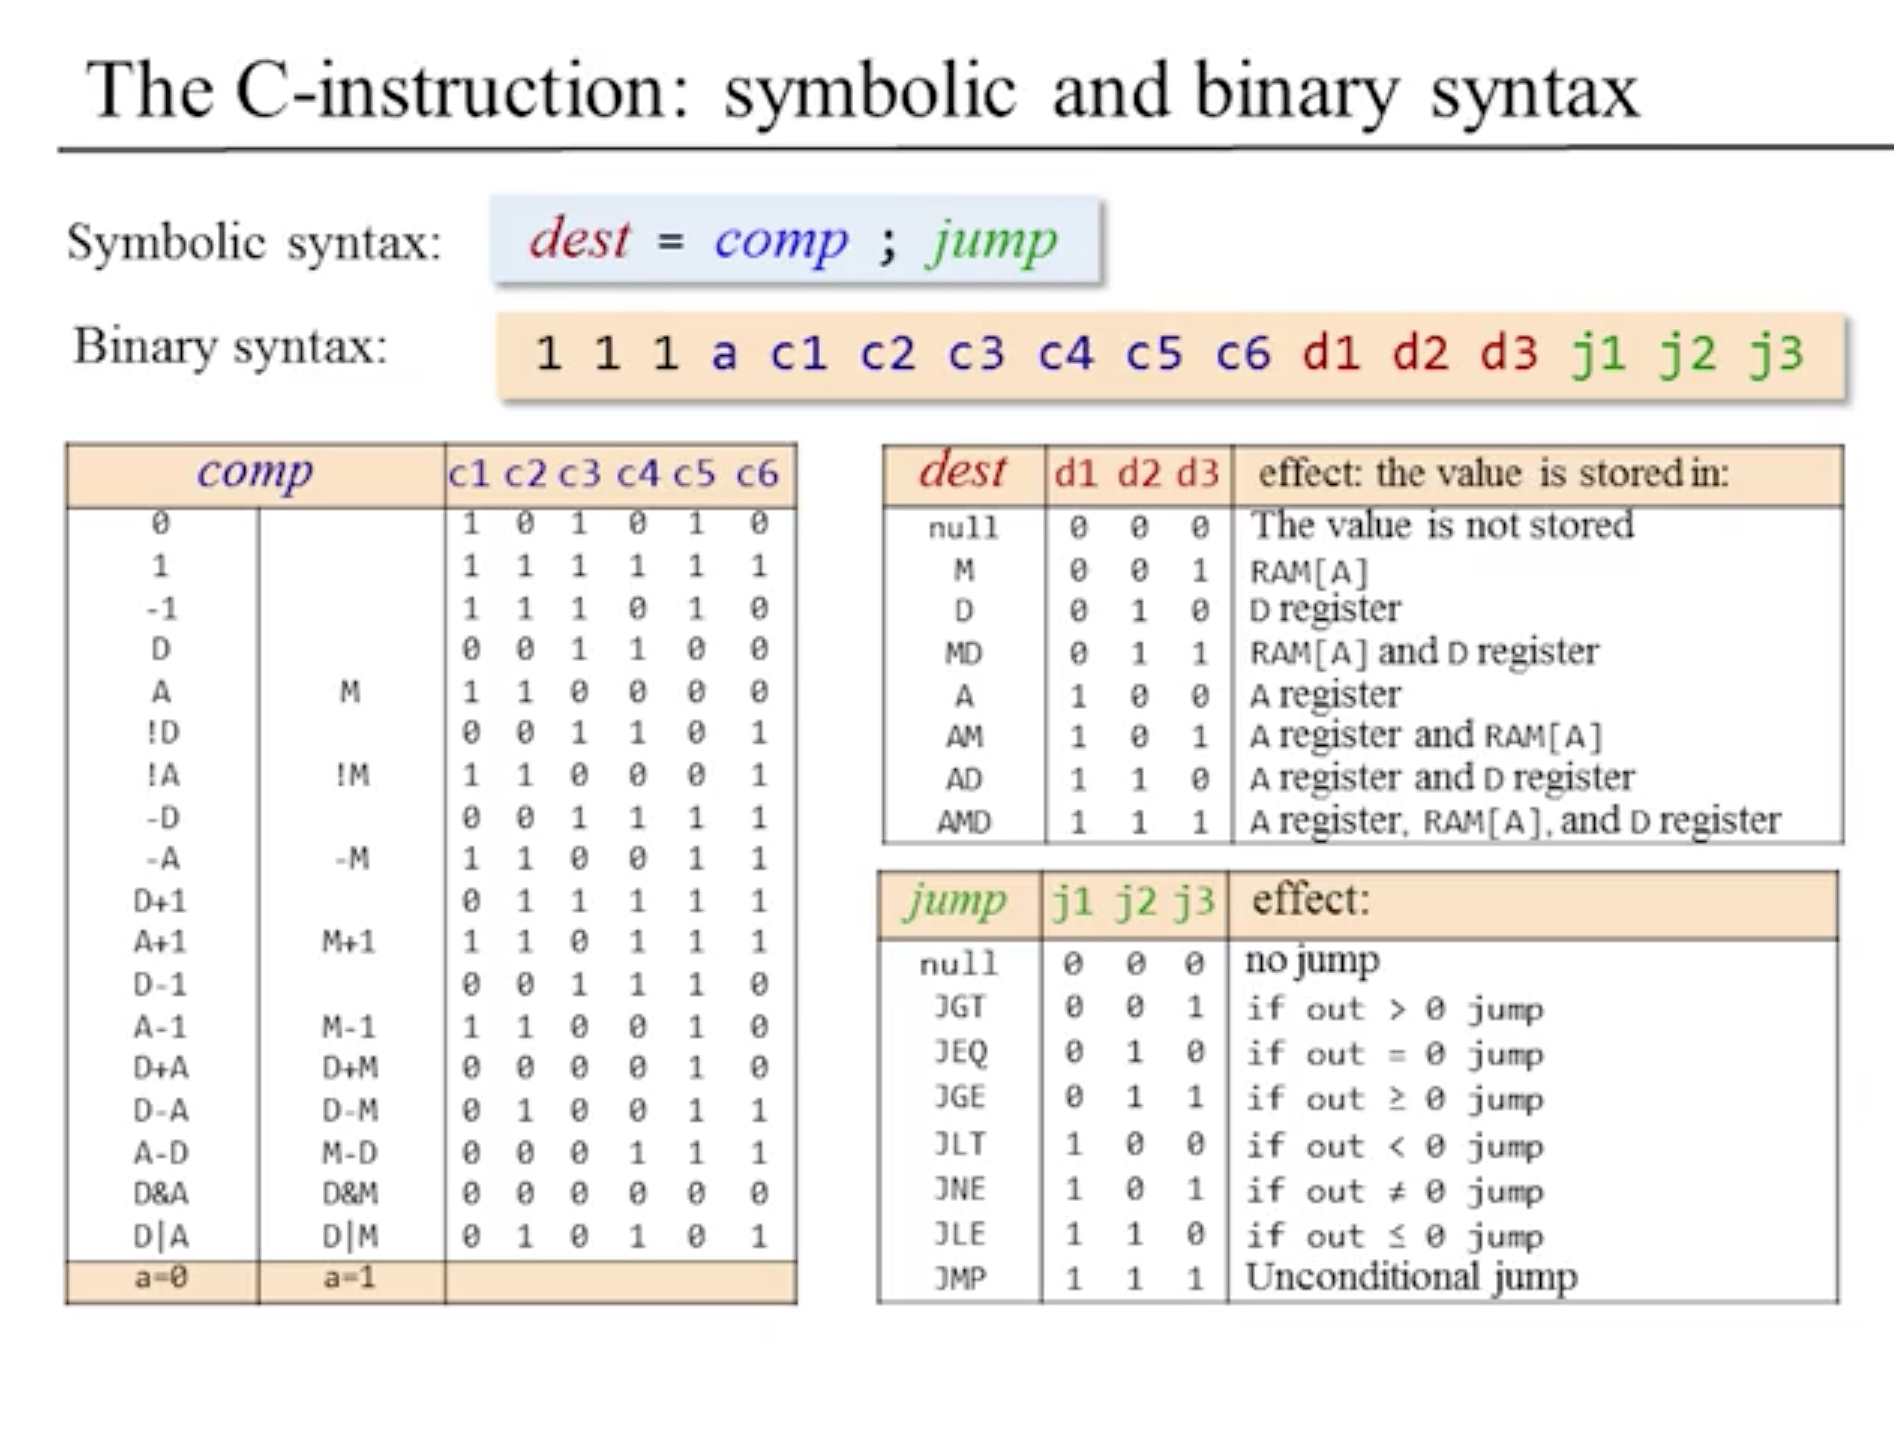 The C-instruction: symbolic and binary syntax
Symbolic syntax: dest = comp ; jump
Binary syntax: 1 1 1 a c1 c2 c3 c4 c5 c6 d1 d2 d3 j1 j2 j3
comp c1 c2 c3 c4 c5 c6
0 1 0 1 0 1 0
1 1 1 1 1 1 1
-1 1 1 1 0 1 0
D 0 0 1 1 0 0
A M 1 1 0 0 0 0
!D 0 0 1 1 0 1
!A !M 1 1 0 0 0 1
-D 0 0 1 1 1 1
-A -M 1 1 0 0 1 1
D+1 0 1 1 1 1 1
A+1 M+1 1 1 0 1 1 1
D-1 0 0 1 1 1 0
A-1 M-1 1 1 0 0 1 0
D+A D+M 0 0 0 0 1 0
D-A D-M 0 1 0 0 1 1
A-D M-D 0 0 0 1 1 1
D&A D&M 0 0 0 0 0 0
D|A D|M 0 1 0 1 0 1
a=0 a=1
dest d1 d2 d3 effect: the value is stored in:
null 0 0 0 The value is not stored
M 0 0 1 RAM[A]
D 0 1 0 D register
MD 0 1 1 RAM[A] and D register
A 1 0 0 A register
AM 1 0 1 A register and RAM[A]
AD 1 1 0 A register and D register
AMD 1 1 1 A register, RAM[A], and D register
jump j1 j2 j3 effect:
null 0 0 0 no jump
JGT 0 0 1 if out > 0 jump
JEQ 0 1 0 if out = 0 jump
JGE 0 1 1 if out ≥ 0 jump
JLT 1 0 0 if out < 0 jump
JNE 1 0 1 if out ≠ 0 jump
JLE 1 1 0 if out ≤ 0 jump
JMP 1 1 1 Unconditional jump